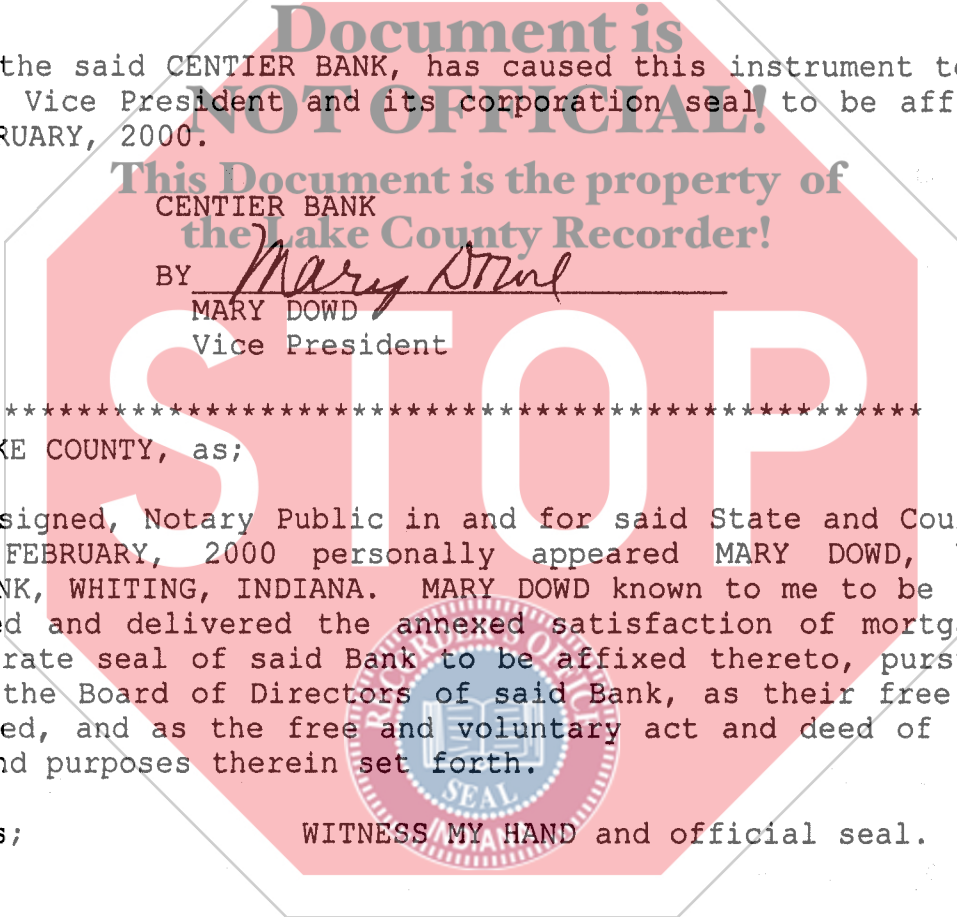 Document is
the said CENTIER BANK, has caused this instrument to
Vice President and its corporation seal to be aff
RUARY, 2000.
NOT OFFICIAL!
This Document is the property of
CENTIER BANK
the Lake County Recorder!
BY Mary Dowd
MARY DOWD
Vice President
STOP
***************************************************
KE COUNTY, as;
signed, Notary Public in and for said State and Cou
FEBRUARY, 2000 personally appeared MARY DOWD,
NK, WHITING, INDIANA. MARY DOWD known to me to be
ed and delivered the annexed satisfaction of mortg
rate seal of said Bank to be affixed thereto, purs
the Board of Directors of said Bank, as their free
ed, and as the free and voluntary act and deed of
nd purposes therein set forth.
RECORDER'S OFFICE
SEAL
INDIANA
s; WITNESS MY HAND and official seal.